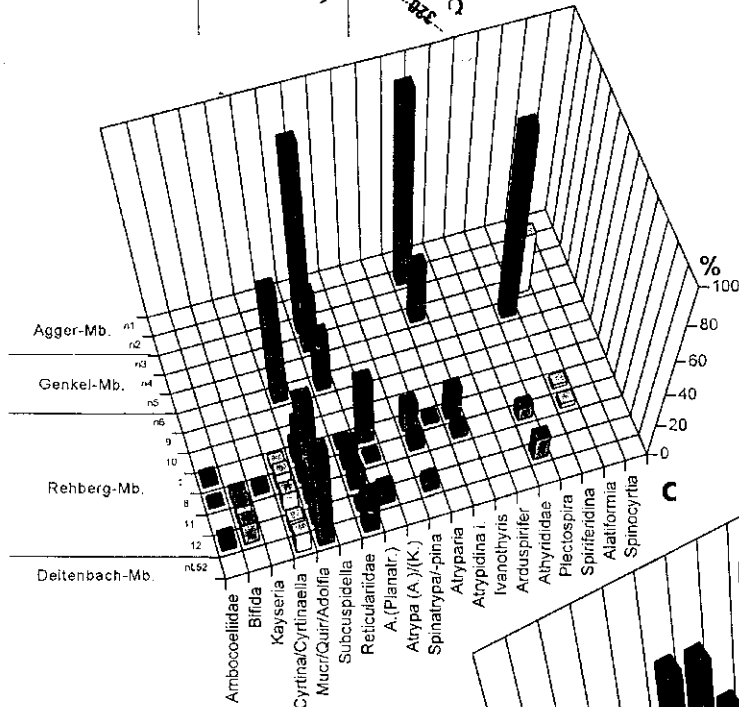 320
%
100
80
60
40
20
0
C
Agger-Mb.
Genkel-Mb.
Rehberg-Mb.
Deitenbach-Mb.
n1
n2
n3
n4
n5
n6
9
10
8
11
12
nL52
Ambocoeliidae
Bifida
Kayseria
Cyrtina/Cyrtinaella
Mucr/Quir/Adolfia
Subcuspidella
Reticulariidae
A.(Planatr.)
Atrypa (A.)/(K.)
Spinatrypa/-pina
Atryparia
Atrypidina i.
Ivanothyris
Arduspirifer
Athyrididae
Plectospira
Spiriferidina
Alatiformia
Spinocyrtia